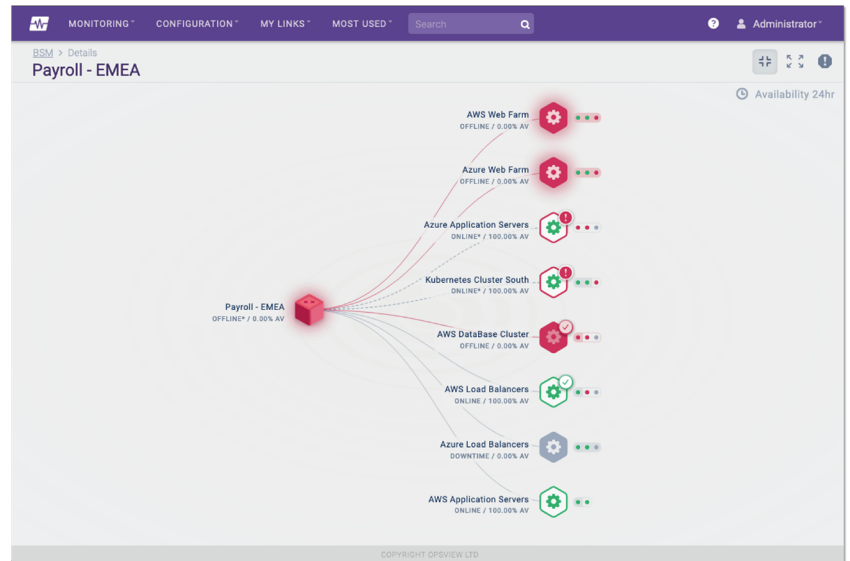 MONITORING
CONFIGURATION
MY LINKS
MOST USED
Search
Administrator
BSM > Details
Payroll - EMEA
Availability 24hr
AWS Web Farm
OFFLINE / 0.00% AV
Azure Web Farm
OFFLINE / 0.00% AV
Azure Application Servers
ONLINE* / 100.00% AV
Kubernetes Cluster South
ONLINE* / 100.00% AV
Payroll - EMEA
OFFLINE* / 0.00% AV
AWS DataBase Cluster
OFFLINE / 0.00% AV
AWS Load Balancers
ONLINE / 100.00% AV
Azure Load Balancers
DOWNTIME / 0.00% AV
AWS Application Servers
ONLINE / 100.00% AV
COPYRIGHT OPSVIEW LTD